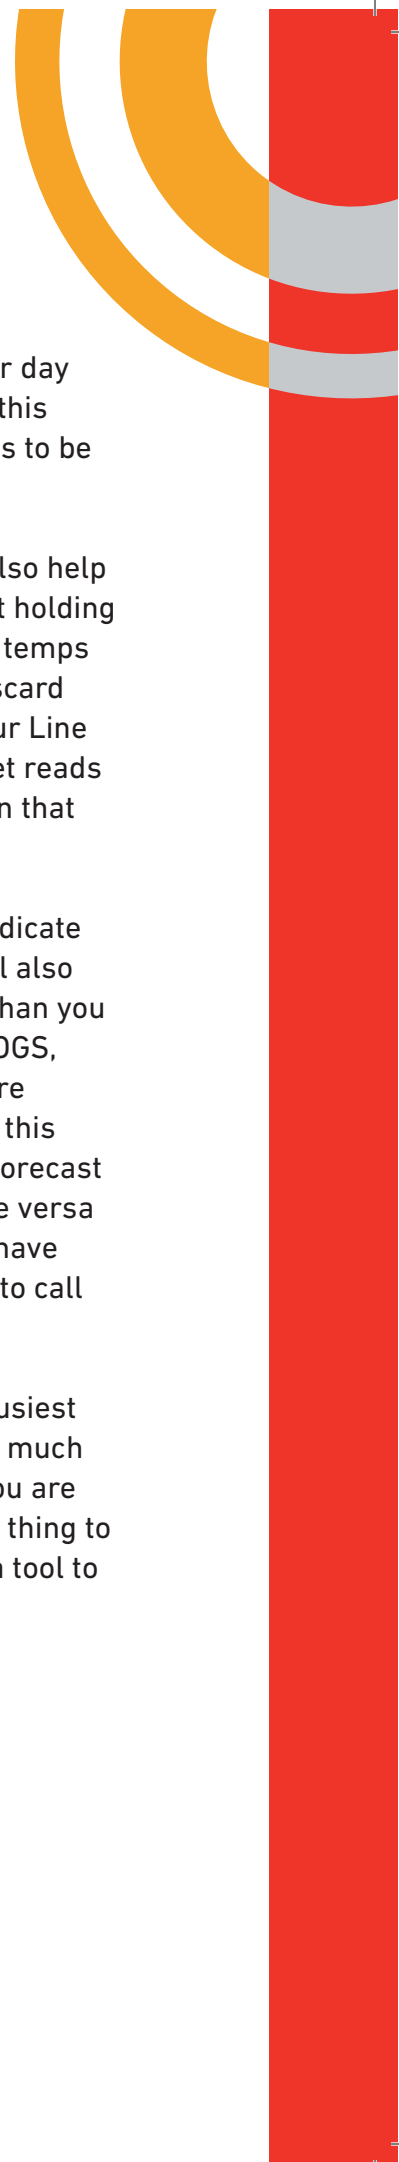 r day
this
s to be
lso help
t holding
temps
scard
ur Line
et reads
n that
dicate
l also
han you
OGS,
re
this
orecast
e versa
have
to call
usiest
much
ou are
thing to
tool to